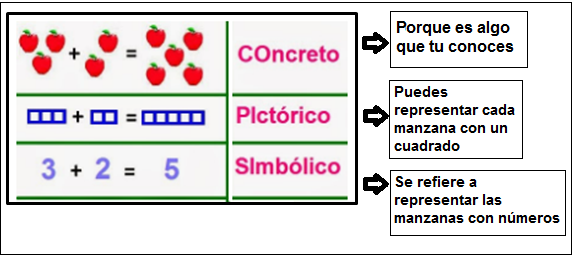 + = COncreto
Porque es algo
que tu conoces
+ = PIctórico
Puedes
representar cada
manzana con un
cuadrado
3 + 2 = 5 SImbólico
Se refiere a
representar las
manzanas con números